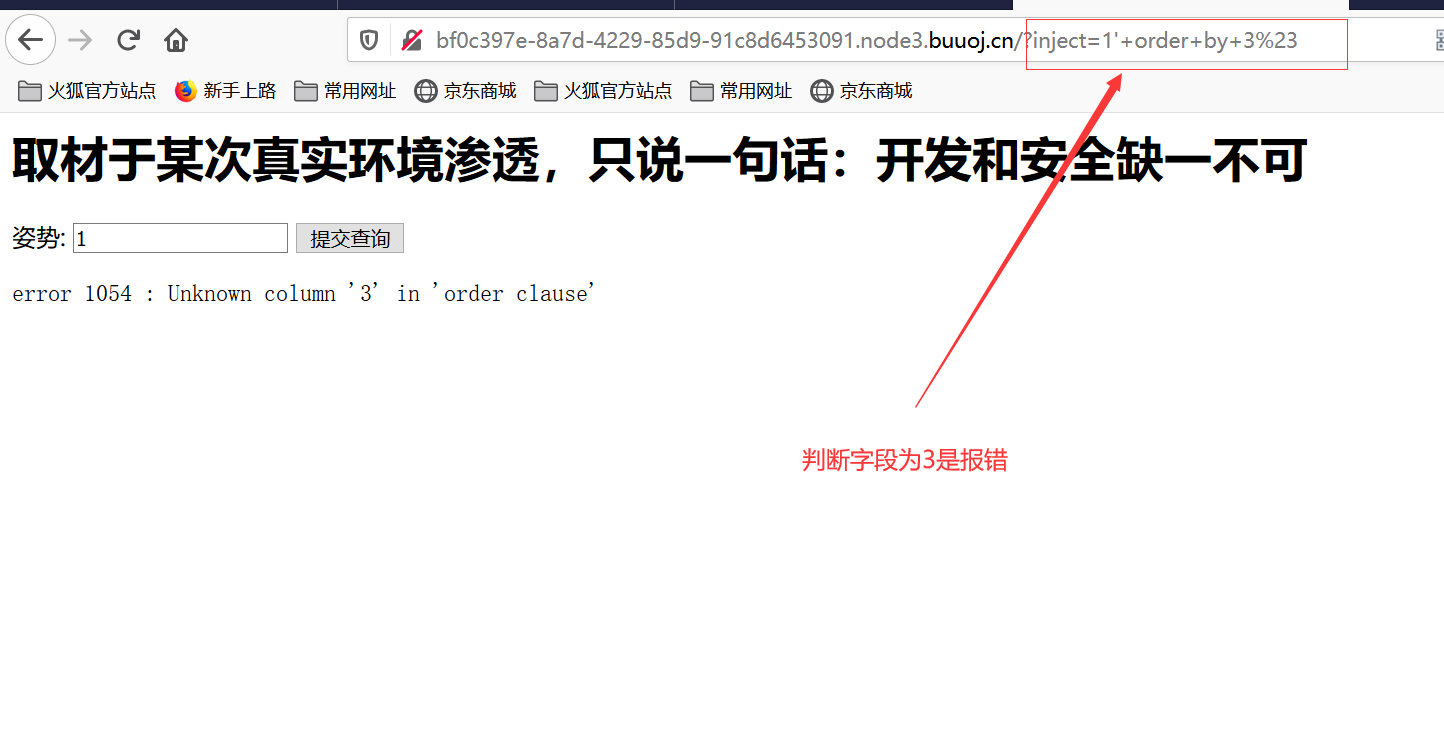 bf0c397e-8a7d-4229-85d9-91c8d6453091.node3.buuoj.cn/?inject=1'+order+by+3%23
火狐官方站点 新手上路 常用网址 京东商城 火狐官方站点 常用网址 京东商城
取材于某次真实环境渗透，只说一句话：开发和安全缺一不可
姿势: 1 提交查询
error 1054 : Unknown column '3' in 'order clause'
判断字段为3是报错